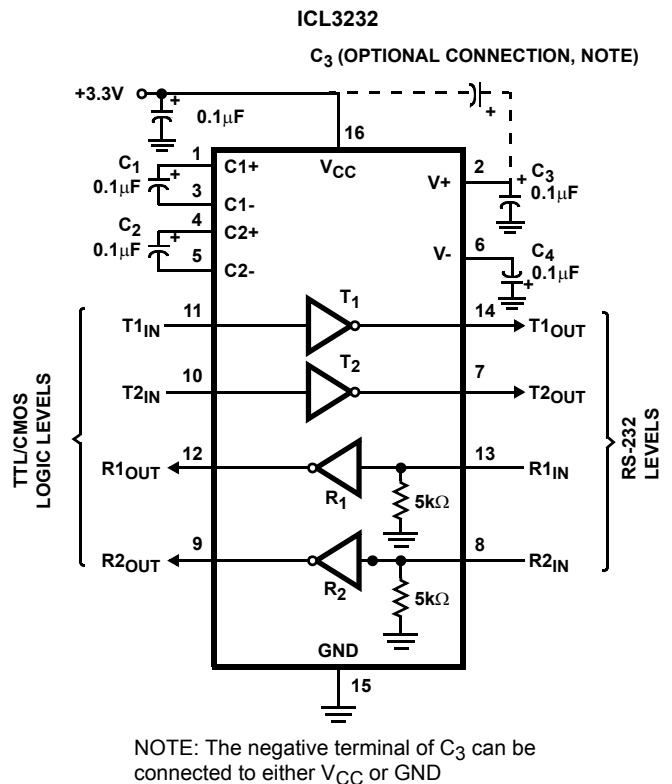 ICL3232
C3 (OPTIONAL CONNECTION, NOTE)
+3.3V
+
0.1μF
+
16
1
C1+
VCC
2
V+
C1
0.1μF
+
3
C1-
+
C3
0.1μF
4
C2+
C2
0.1μF
+
5
C2-
6
V-
C4
0.1μF
+
T1
11
14
T1IN
T1OUT
T2
10
7
T2IN
T2OUT
TTL/CMOS
LOGIC LEVELS
RS-232
LEVELS
12
13
R1OUT
R1IN
R1
5kΩ
9
8
R2OUT
R2IN
R2
5kΩ
GND
15
NOTE: The negative terminal of C3 can be
connected to either VCC or GND